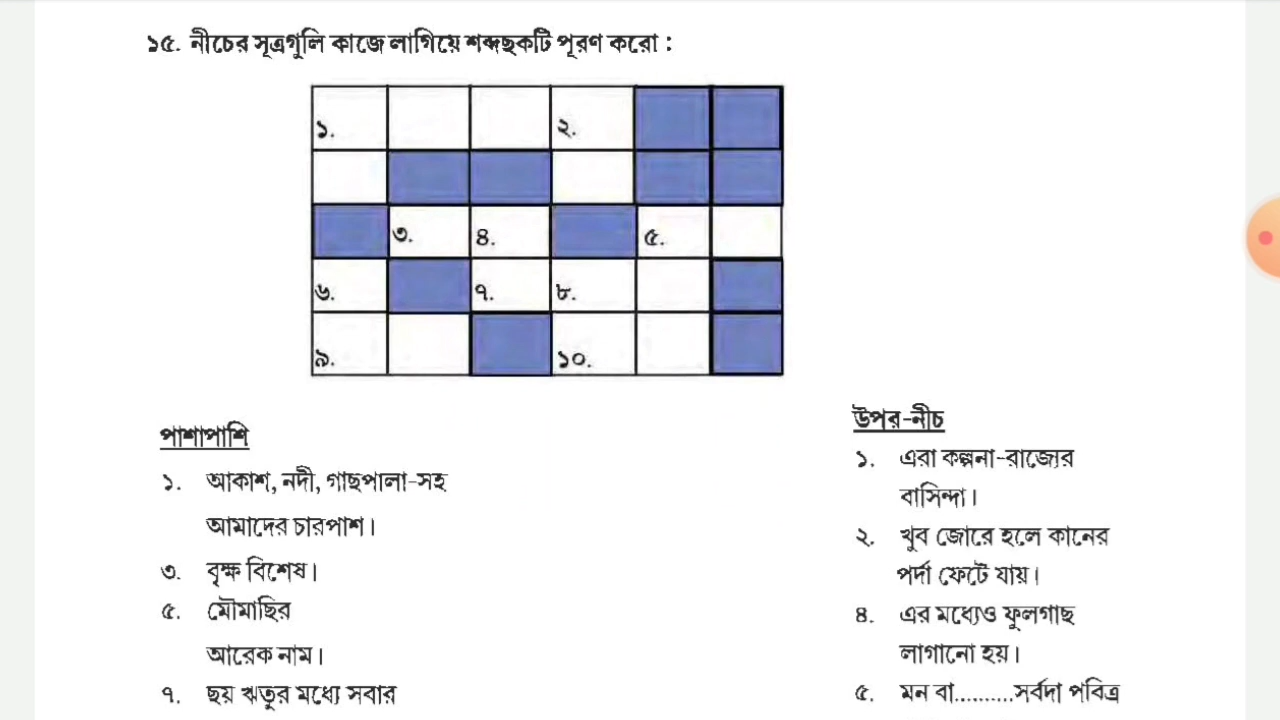 ১৫. নীচের সূত্রগুলি কাজে লাগিয়ে শব্দছকটি পূরণ করো :
১. ২.
৩. ৪. ৫.
৬. ৭. ৮.
৯. ১০.
পাশাপাশি
১. আকাশ, নদী, গাছপালা-সহ
আমাদের চারপাশ।
৩. বৃক্ষ বিশেষ।
৫. মৌমাছির
আরেক নাম।
৭. ছয় ঋতুর মধ্যে সবার
উপর-নীচ
১. এরা কল্পনা-রাজ্যের
বাসিন্দা।
২. খুব জোরে হলে কানের
পর্দা ফেটে যায়।
৪. এর মধ্যেও ফুলগাছ
লাগানো হয়।
৫. মন বা..........সর্বদা পবিত্র